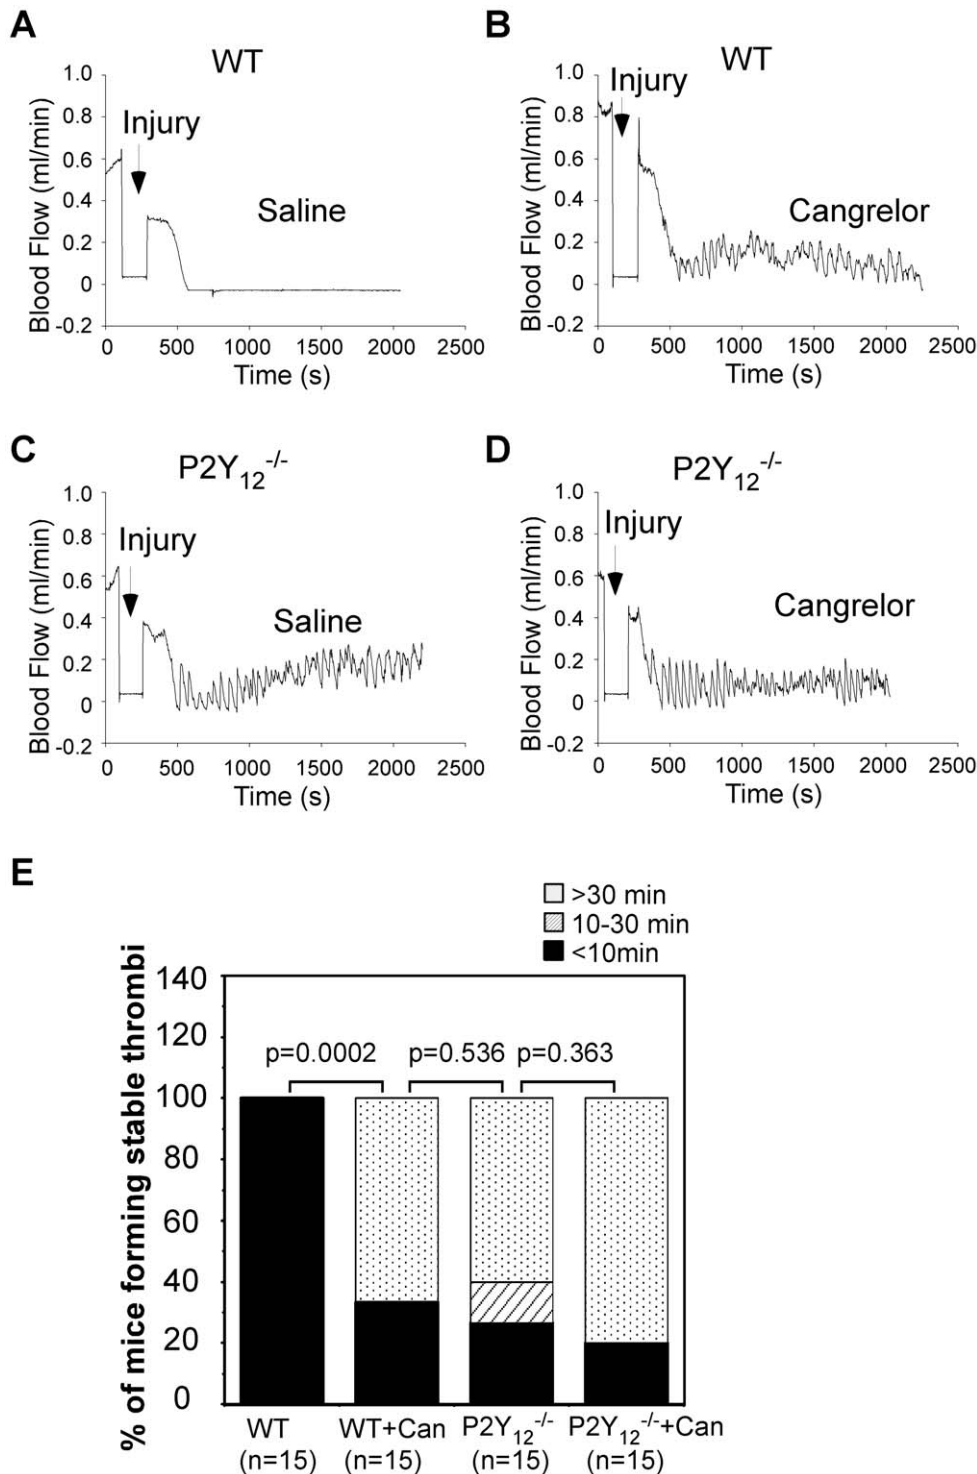 A
WT
Injury
Saline
Blood Flow (ml/min)
1.0
0.8
0.6
0.4
0.2
0
-0.2
0 500 1000 1500 2000 2500
Time (s)
B
WT
Injury
Cangrelor
Blood Flow (ml/min)
1.0
0.8
0.6
0.4
0.2
0
-0.2
0 500 1000 1500 2000 2500
Time (s)
C
P2Y12-/-
Injury
Saline
Blood Flow (ml/min)
1.0
0.8
0.6
0.4
0.2
0
-0.2
0 500 1000 1500 2000 2500
Time (s)
D
P2Y12-/-
Injury
Cangrelor
Blood Flow (ml/min)
1.0
0.8
0.6
0.4
0.2
0
-0.2
0 500 1000 1500 2000 2500
Time (s)
E
>30 min
10-30 min
<10min
% of mice forming stable thrombi
140
120
100
80
60
40
20
0
p=0.0002 p=0.536 p=0.363
WT WT+Can P2Y12-/- P2Y12-/-+Can
(n=15) (n=15) (n=15) (n=15)